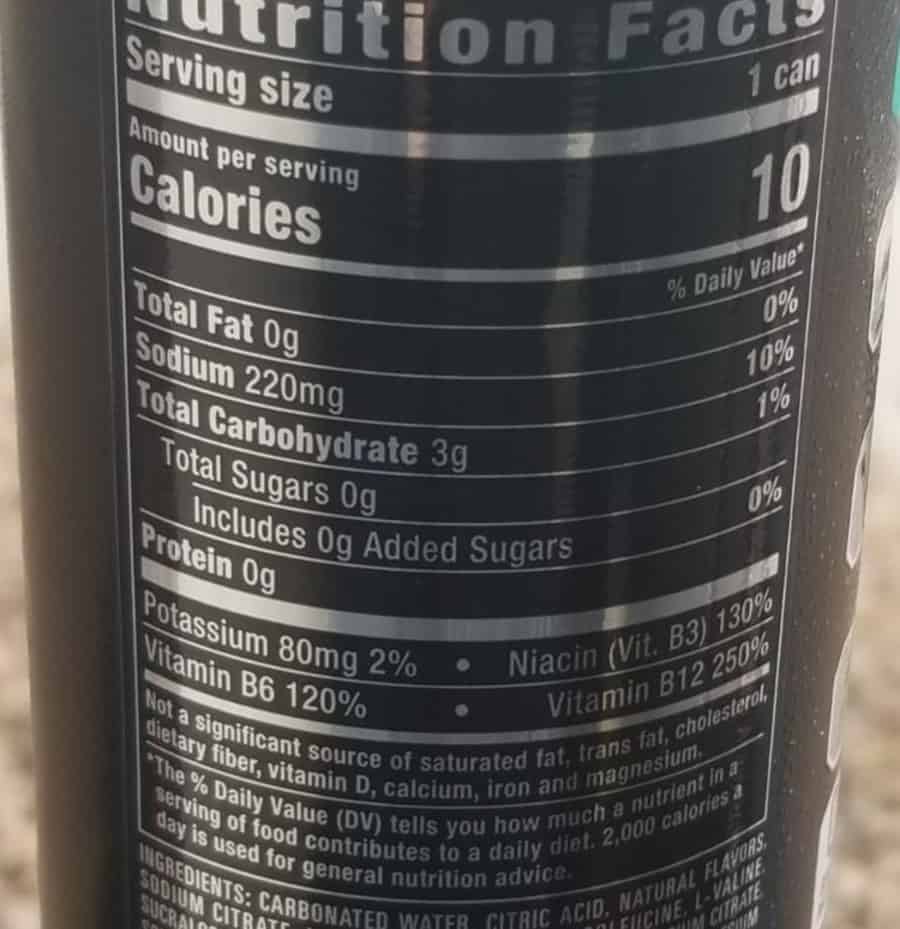 Nutrition Facts
Serving size 1 can
Amount per serving
Calories 10
% Daily Value*
Total Fat 0g 0%
Sodium 220mg 10%
Total Carbohydrate 3g 1%
Total Sugars 0g
Includes 0g Added Sugars 0%
Protein 0g
Potassium 80mg 2% • Niacin (Vit. B3) 130%
Vitamin B6 120% • Vitamin B12 250%
Not a significant source of saturated fat, trans fat, cholesterol,
dietary fiber, vitamin D, calcium, iron and magnesium.
*The % Daily Value (DV) tells you how much a nutrient in a
serving of food contributes to a daily diet. 2,000 calories a
day is used for general nutrition advice.
INGREDIENTS: CARBONATED WATER, CITRIC ACID, NATURAL FLAVORS,
SODIUM CITRATE, L-VALINE,
CITRATE